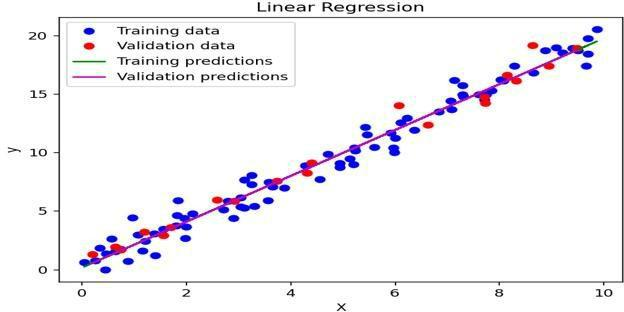 Linear Regression
Training data
Validation data
Training predictions
Validation predictions
20
15
10
5
0
y
0 2 4 6 8 10
x